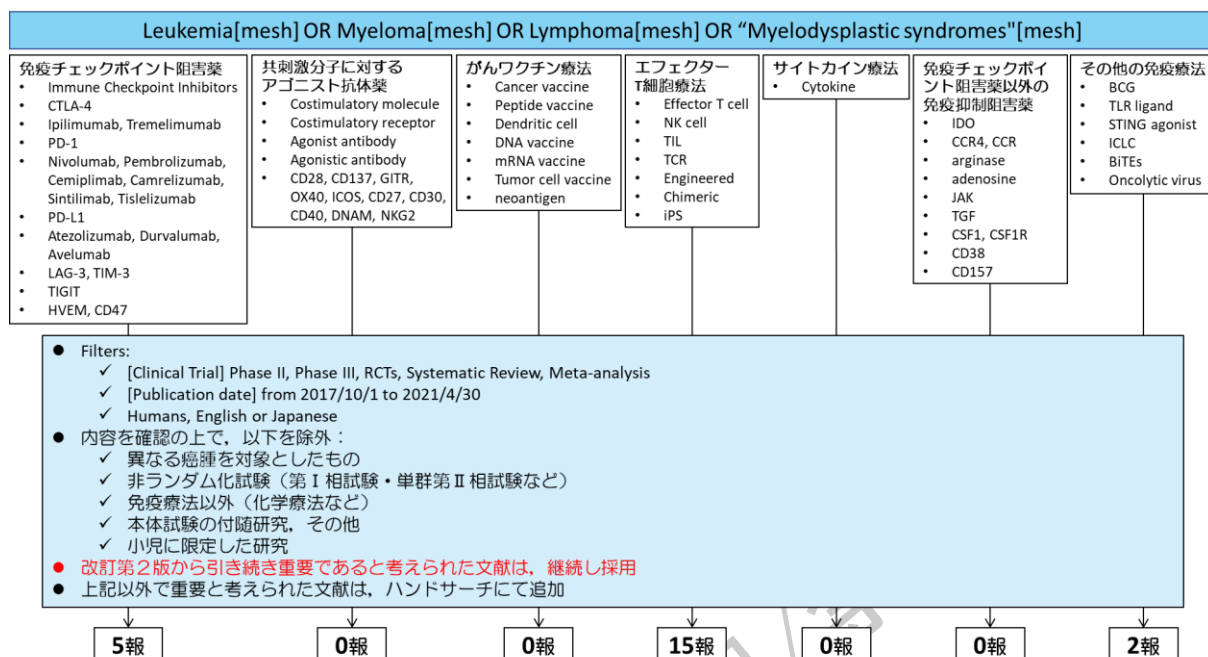 Leukemia[mesh] OR Myeloma[mesh] OR Lymphoma[mesh] OR “Myelodysplastic syndromes"[mesh]
免疫チェックポイント阻害薬
• Immune Checkpoint Inhibitors
• CTLA-4
• Ipilimumab, Tremelimumab
• PD-1
• Nivolumab, Pembrolizumab,
Cemiplimab, Camrelizumab,
Sintilimab, Tislelizumab
• PD-L1
• Atezolizumab, Durvalumab,
Avelumab
• LAG-3, TIM-3
• TIGIT
• HVEM, CD47
共刺激分子に対する
アゴニスト抗体薬
• Costimulatory molecule
• Costimulatory receptor
• Agonist antibody
• Agonistic antibody
• CD28, CD137, GITR,
OX40, ICOS, CD27, CD30,
CD40, DNAM, NKG2
がんワクチン療法
• Cancer vaccine
• Peptide vaccine
• Dendritic cell
• DNA vaccine
• mRNA vaccine
• Tumor cell vaccine
• neoantigen
エフェクター
T細胞療法
• Effector T cell
• NK cell
• TIL
• TCR
• Engineered
• Chimeric
• iPS
サイトカイン療法
• Cytokine
免疫チェックポイ
ント阻害薬以外の
免疫抑制阻害薬
• IDO
• CCR4, CCR
• arginase
• adenosine
• JAK
• TGF
• CSF1, CSF1R
• CD38
• CD157
その他の免疫療法
• BCG
• TLR ligand
• STING agonist
• ICLC
• BiTEs
• Oncolytic virus
● Filters:
✓ [Clinical Trial] Phase II, Phase III, RCTs, Systematic Review, Meta-analysis
✓ [Publication date] from 2017/10/1 to 2021/4/30
✓ Humans, English or Japanese
● 内容を確認の上で，以下を除外：
✓ 異なる癌腫を対象としたもの
✓ 非ランダム化試験（第Ⅰ相試験・単群第Ⅱ相試験など）
✓ 免疫療法以外（化学療法など）
✓ 本体試験の付随研究，その他
✓ 小児に限定した研究
● 改訂第２版から引き続き重要であると考えられた文献は，継続し採用
● 上記以外で重要と考えられた文献は，ハンドサーチにて追加
5報
0報
0報
15報
0報
0報
2報